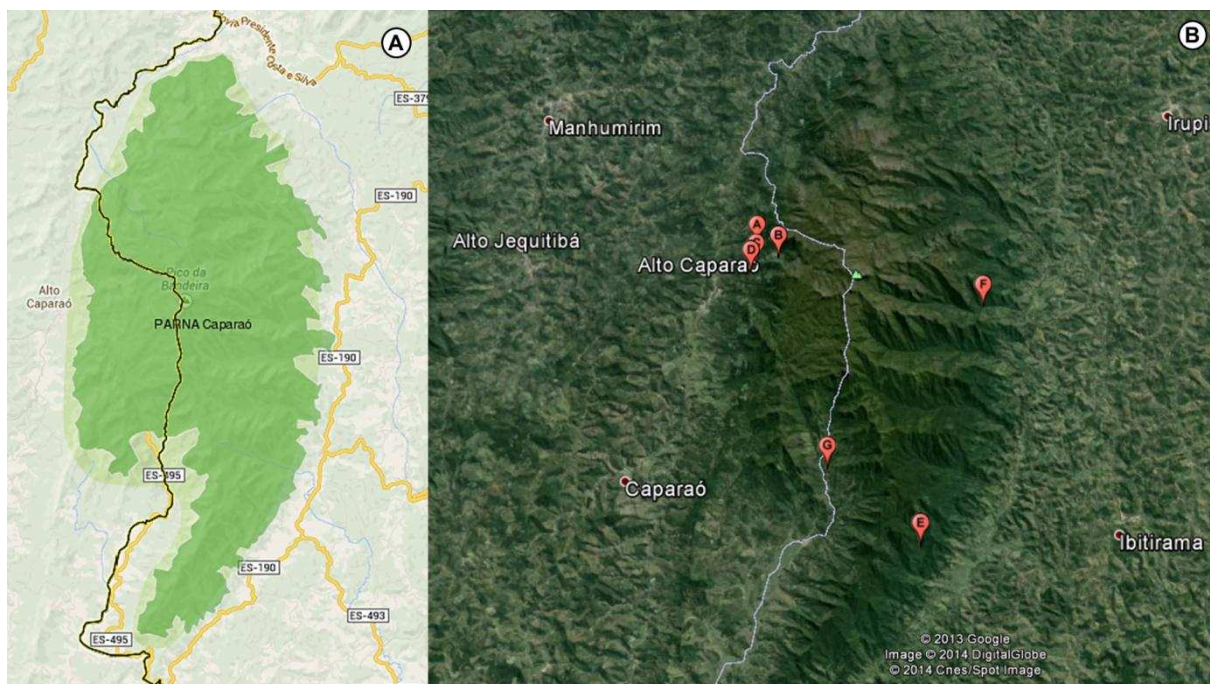 A
ovia Presidente
Costa e Silva
ES-379
ES-190
Alto
Caparaó
Pico da
Bandeira
PARNA Caparaó
ES-190
ES-495
ES-190
ES-493
ES-495
B
Manhumirim
Irupi
A
B
Alto Jequitibá
D
Alto Caparaó
F
G
Caparaó
E
Ibitirama
© 2013 Google
Image © 2014 DigitalGlobe
© 2014 Cnes/Spot Image